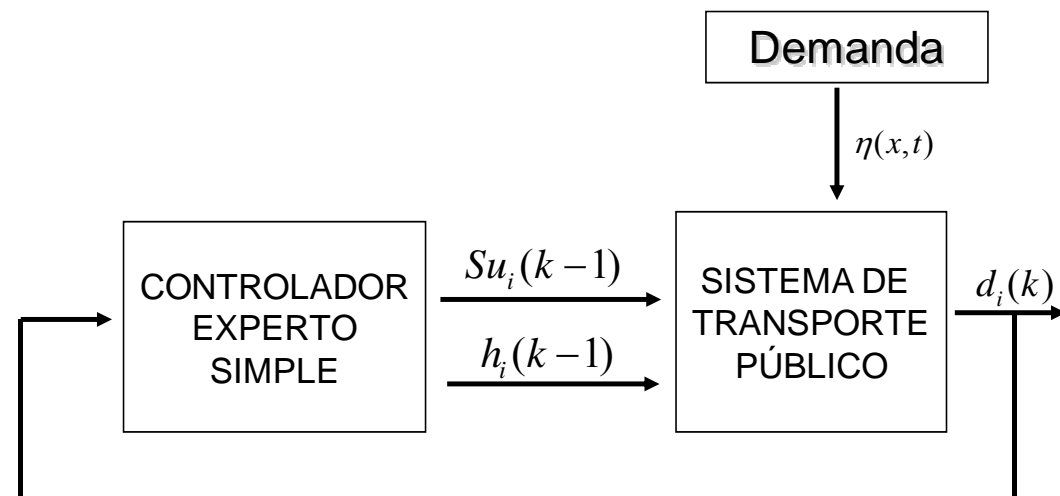 Demanda
η(x,t)
CONTROLADOR
EXPERTO
SIMPLE
Su_i(k−1)
h_i(k−1)
SISTEMA DE
TRANSPORTE
PÚBLICO
d_i(k)